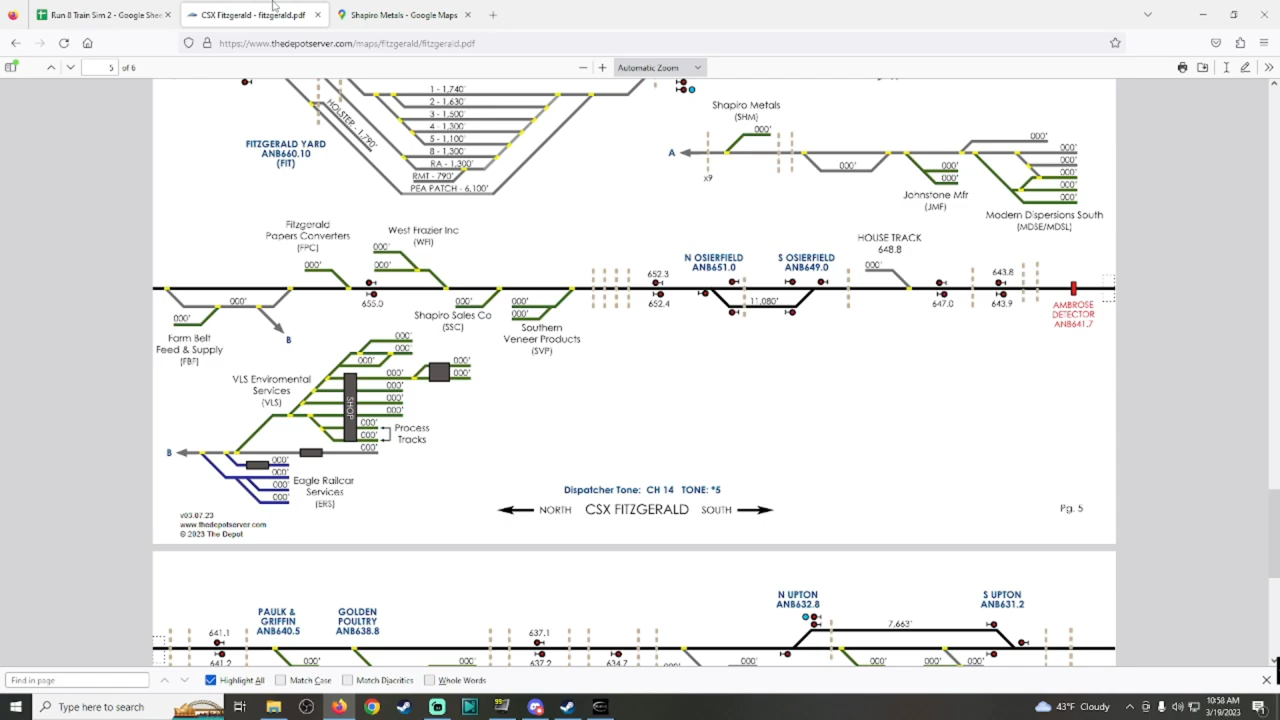 Run 8 Train Sim 2 - Google Shee
CSX Fitzgerald - fitzgerald.pdf
Shapiro Metals - Google Maps
https://www.thedepotserver.com/maps/fitzgerald/fitzgerald.pdf
5 of 6
Automatic Zoom
1 - 1,740'
2 - 1,630'
3 - 1,500'
4 - 1,300'
5 - 1,100'
8 - 1,300'
RA - 1,300'
RMT - 790'
PEA PATCH - 6,100'
HOLSTEP - 1,790'
FITZGERALD YARD
ANB660.10
(FIT)
Shapiro Metals
(SHM)
000'
A
x9
000'
000'
000'
Johnstone Mfr
(JMF)
000'
000'
000'
000'
000'
000'
Modern Dispersions South
(MDSE/MDSL)
Fitzgerald
Papers Converters
(FPC)
000'
West Frazier Inc
(WFI)
000'
000'
655.0
000'
000'
Farm Belt
Feed & Supply
(FBF)
B
000'
Shapiro Sales Co
(SSC)
000'
000'
Southern
Veneer Products
(SVP)
652.3
652.4
N OSIERFIELD
ANB651.0
S OSIERFIELD
ANB649.0
11,080'
HOUSE TRACK
648.8
000'
647.0
643.8
643.9
AMBROSE
DETECTOR
ANB641.7
VLS Enviromental
Services
(VLS)
000'
000'
000'
000'
000'
000'
000'
000'
000'
SHOP
000'
000'
000'
Process
Tracks
B
000'
000'
000'
000'
Eagle Railcar
Services
(ERS)
v03.07.23
www.thedepotserver.com
© 2023 The Depot
Dispatcher Tone: CH 14 TONE: *5
NORTH CSX FITZGERALD SOUTH
Pg. 5
641.1
641.2
PAULK &
GRIFFIN
ANB640.5
GOLDEN
POULTRY
ANB638.8
000'
000'
637.1
637.2
634.7
000'
000'
N UPTON
ANB632.8
S UPTON
ANB631.2
7,663'
000'
000'
Find in page
Highlight All
Match Case
Match Diacritics
Whole Words
Type here to search
43°F Cloudy
10:58 AM
3/19/2023